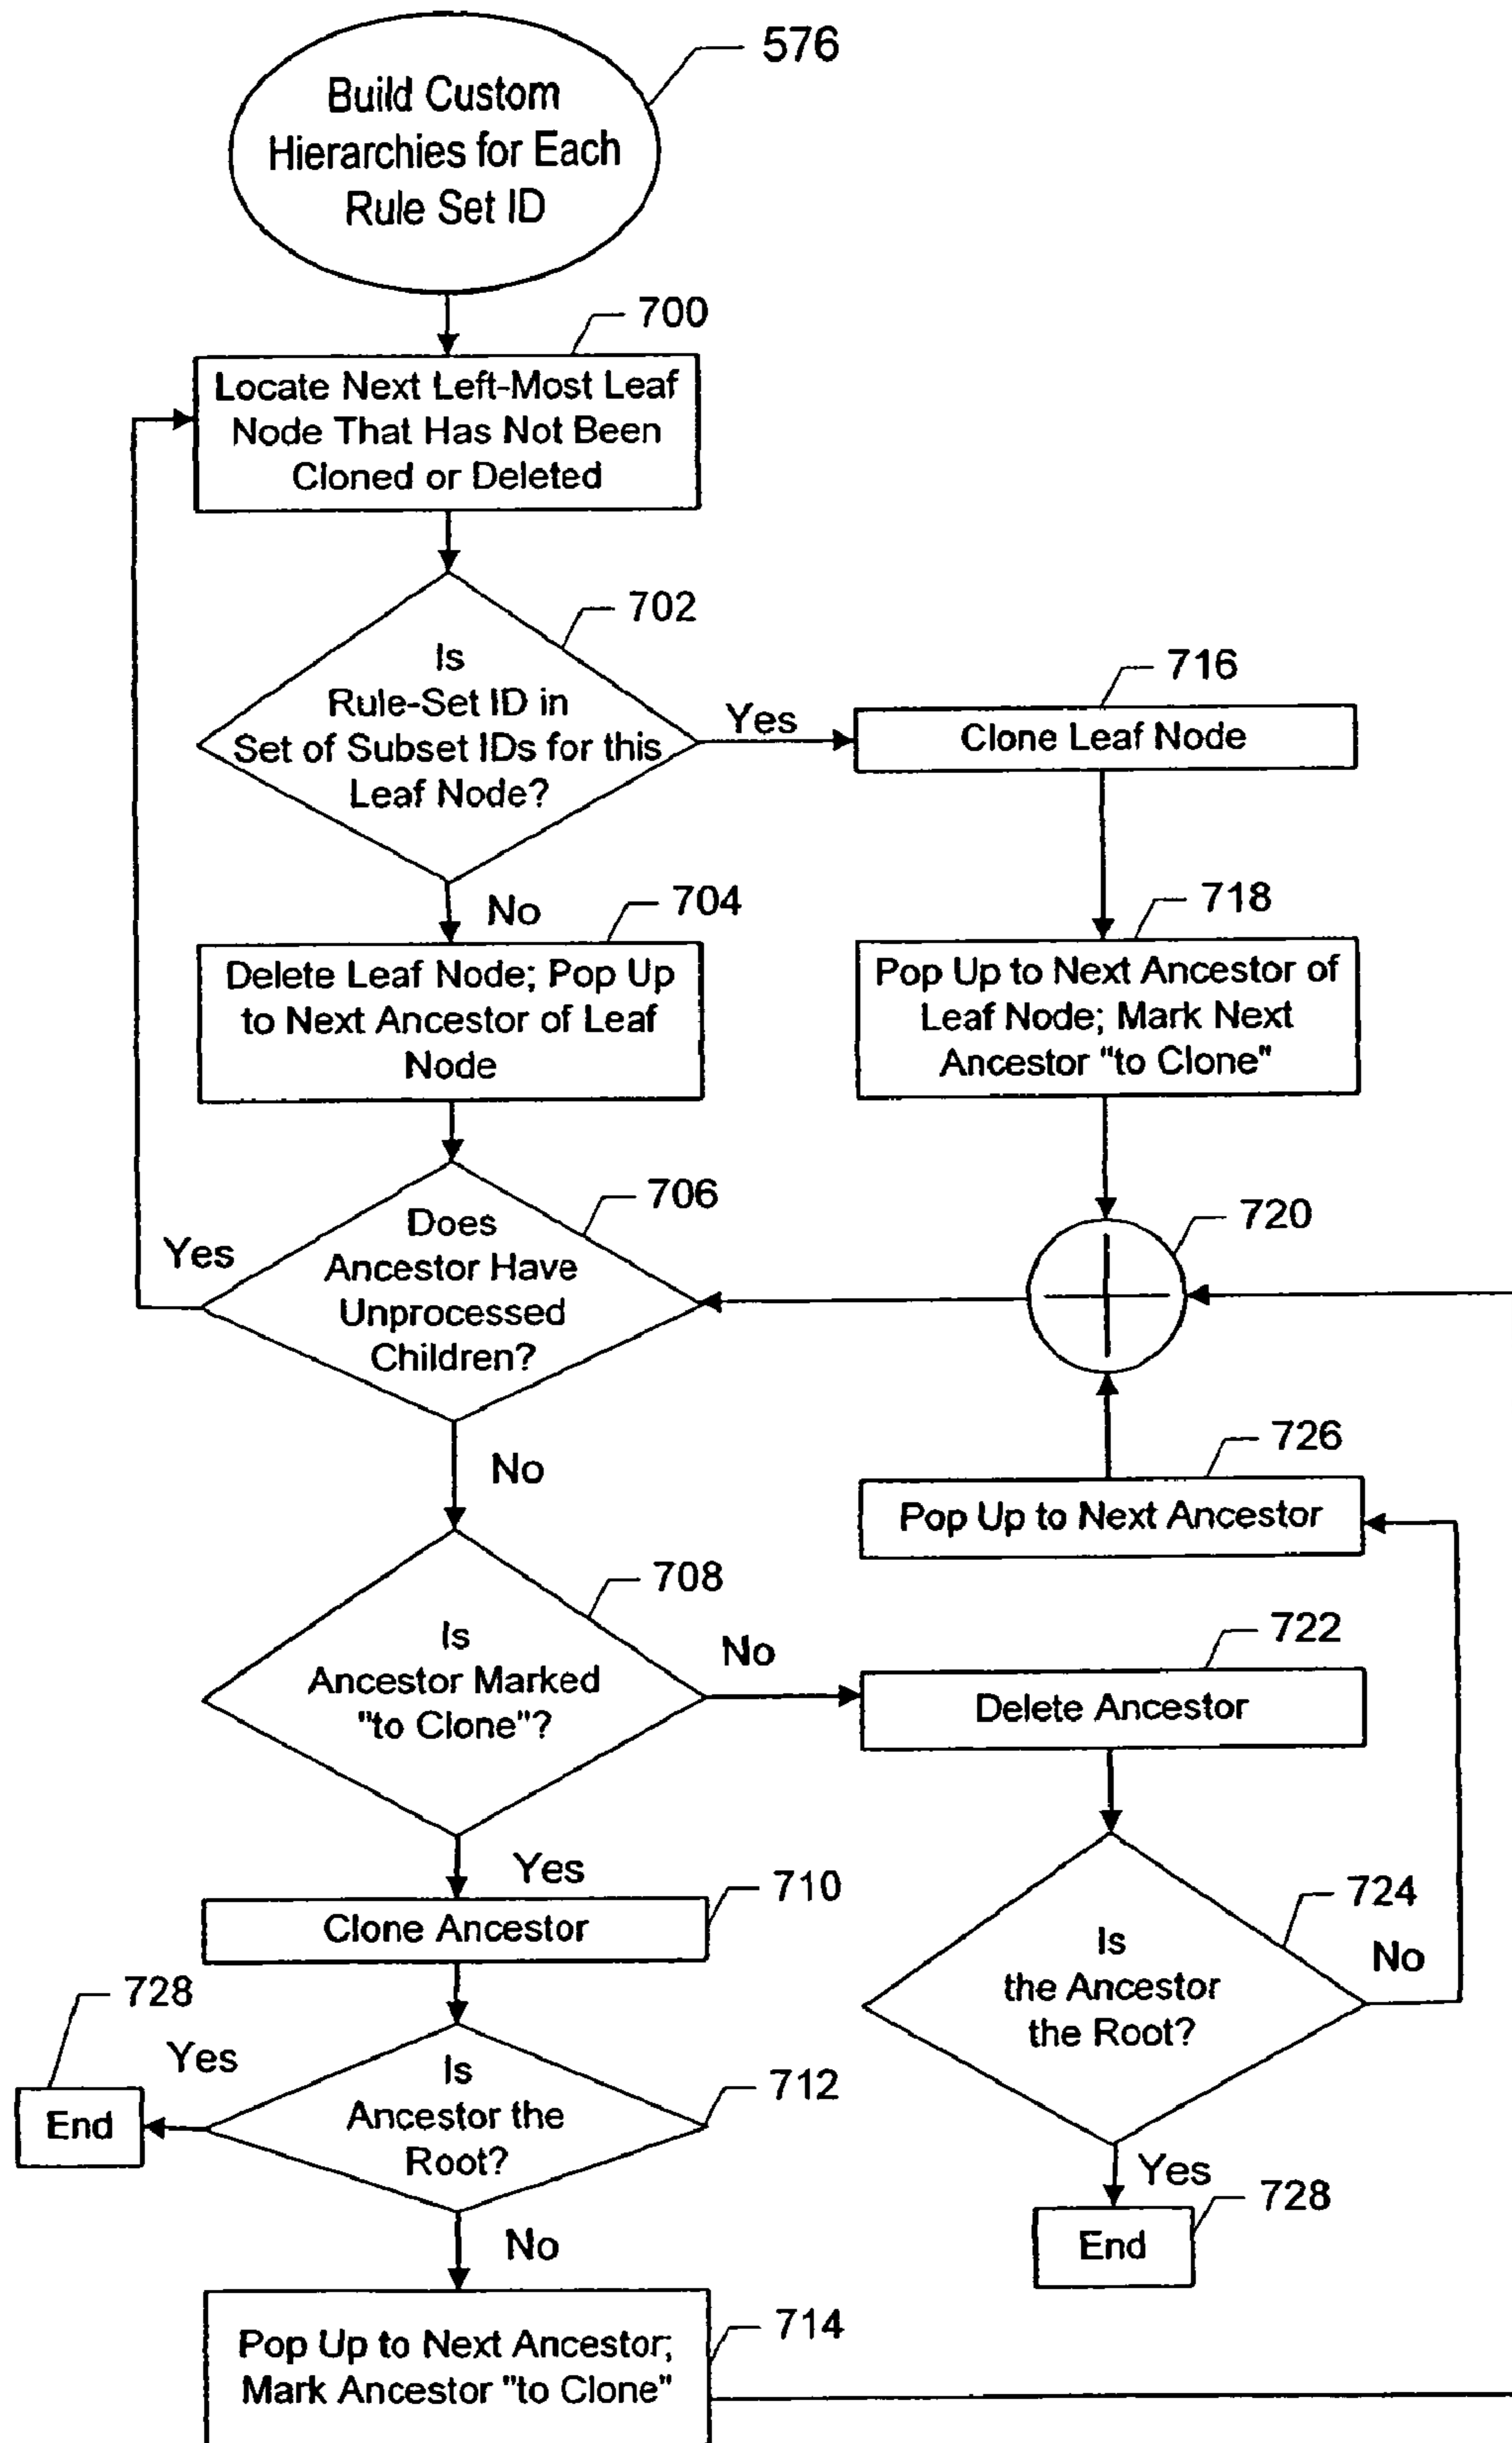 576
Build Custom
Hierarchies for Each
Rule Set ID
700
Locate Next Left-Most Leaf
Node That Has Not Been
Cloned or Deleted
702
Is
Rule-Set ID in
Set of Subset IDs for this
Leaf Node?
Yes
716
Clone Leaf Node
No
704
Delete Leaf Node; Pop Up
to Next Ancestor of Leaf
Node
718
Pop Up to Next Ancestor of
Leaf Node; Mark Next
Ancestor "to Clone"
706
Does
Ancestor Have
Unprocessed
Children?
Yes
720
No
726
Pop Up to Next Ancestor
708
Is
Ancestor Marked
"to Clone"?
No
722
Delete Ancestor
Yes
710
Clone Ancestor
724
Is
the Ancestor
the Root?
No
728
Yes
End
Is
Ancestor the
Root?
712
Yes
728
End
No
714
Pop Up to Next Ancestor;
Mark Ancestor "to Clone"